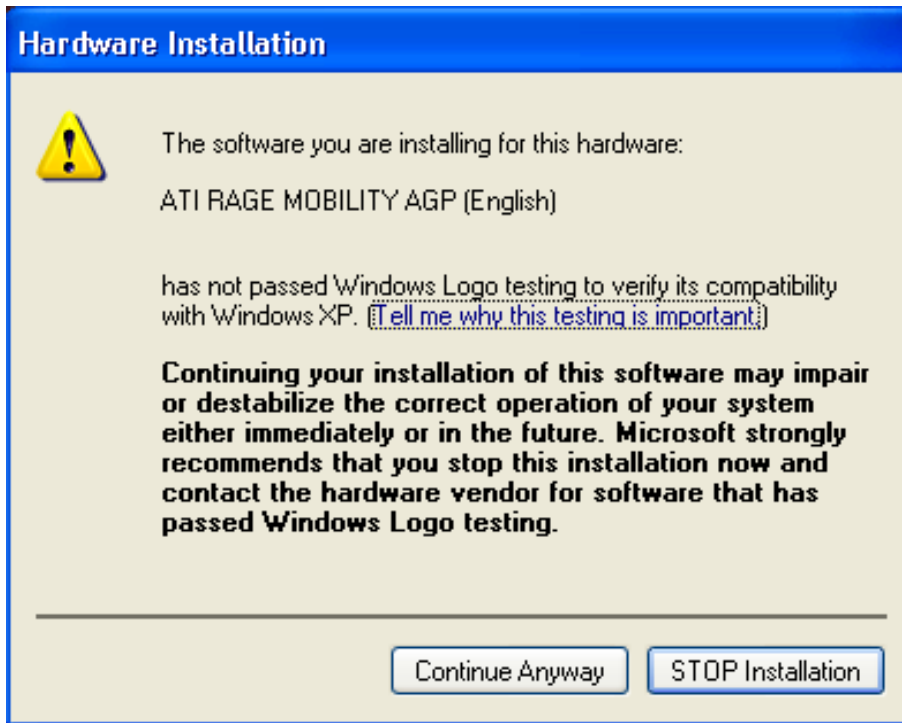 Hardware Installation
The software you are installing for this hardware:
ATI RAGE MOBILITY AGP (English)
has not passed Windows Logo testing to verify its compatibility
with Windows XP. (Tell me why this testing is important.)
Continuing your installation of this software may impair
or destabilize the correct operation of your system
either immediately or in the future. Microsoft strongly
recommends that you stop this installation now and
contact the hardware vendor for software that has
passed Windows Logo testing.
Continue Anyway
STOP Installation